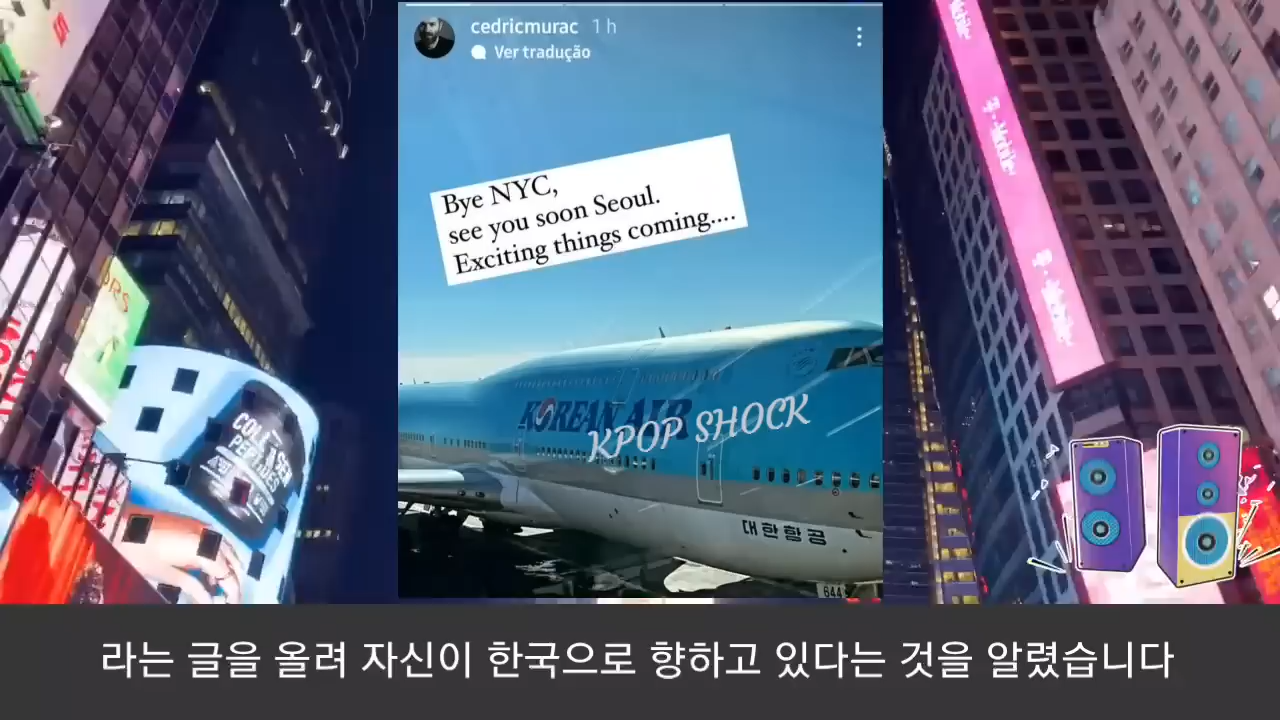 cedricmurac 1 h
Ver tradução
Bye NYC,
see you soon Seoul.
Exciting things coming....
KOREAN AIR
KPOP SHOCK
대한항공
T-Mobile
T-Mobile
라는 글을 올려 자신이 한국으로 향하고 있다는 것을 알렸습니다